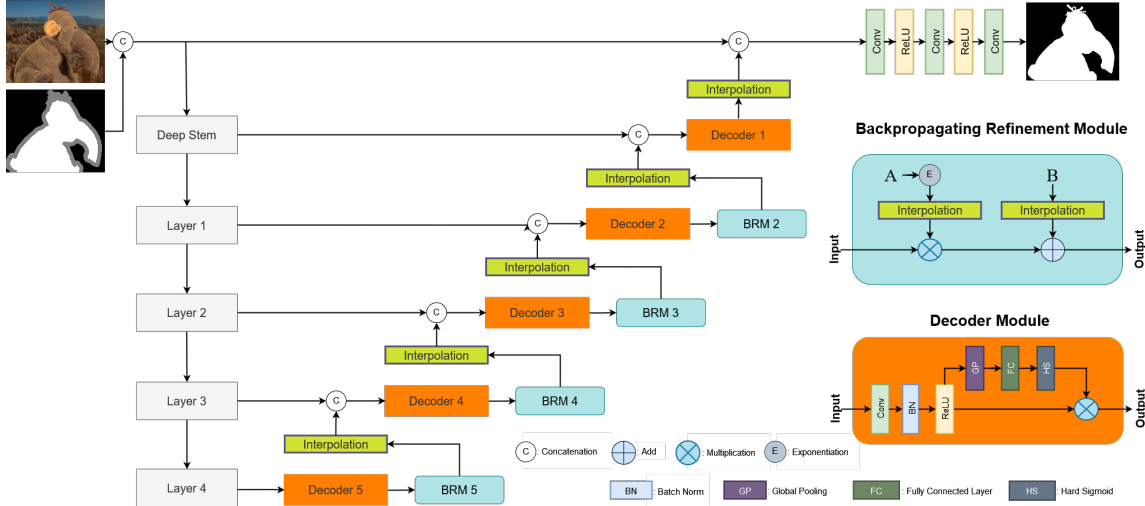 C
C
Conv
ReLU
Conv
ReLU
Conv
Interpolation
Deep Stem
C
Decoder 1
Interpolation
Layer 1
C
Decoder 2
BRM 2
Interpolation
Layer 2
C
Decoder 3
BRM 3
Interpolation
Layer 3
C
Decoder 4
BRM 4
Interpolation
Layer 4
Decoder 5
BRM 5
Backpropagating Refinement Module
A
E
B
Interpolation
Interpolation
Input
Output
Decoder Module
GP
FC
HS
Input
Conv
BN
ReLU
Output
C : Concatenation
: Add
: Multiplication
E : Exponentiation
BN : Batch Norm
GP : Global Pooling
FC : Fully Connected Layer
HS : Hard Sigmoid